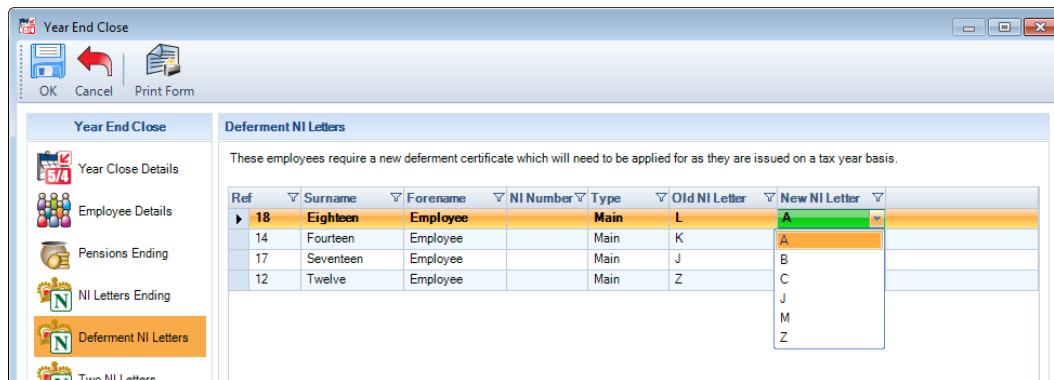 Year End Close
OK Cancel Print Form
Year End Close
Year Close Details
Employee Details
Pensions Ending
NI Letters Ending
Deferment NI Letters
Two NI Letters
Deferment NI Letters
These employees require a new deferment certificate which will need to be applied for as they are issued on a tax year basis.
Ref Surname Forename NI Number Type Old NI Letter New NI Letter
18 Eighteen Employee Main L A
14 Fourteen Employee Main K
17 Seventeen Employee Main J
12 Twelve Employee Main Z
A
B
C
J
M
Z